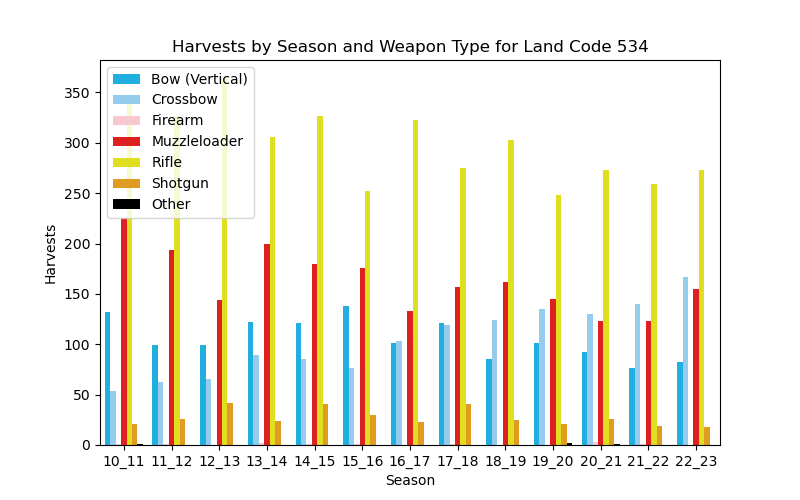 Harvests by Season and Weapon Type for Land Code 534
Bow (Vertical)
Crossbow
Firearm
Muzzleloader
Rifle
Shotgun
Other
350
300
250
200
150
100
50
0
Harvests
10_11 11_12 12_13 13_14 14_15 15_16 16_17 17_18 18_19 19_20 20_21 21_22 22_23
Season